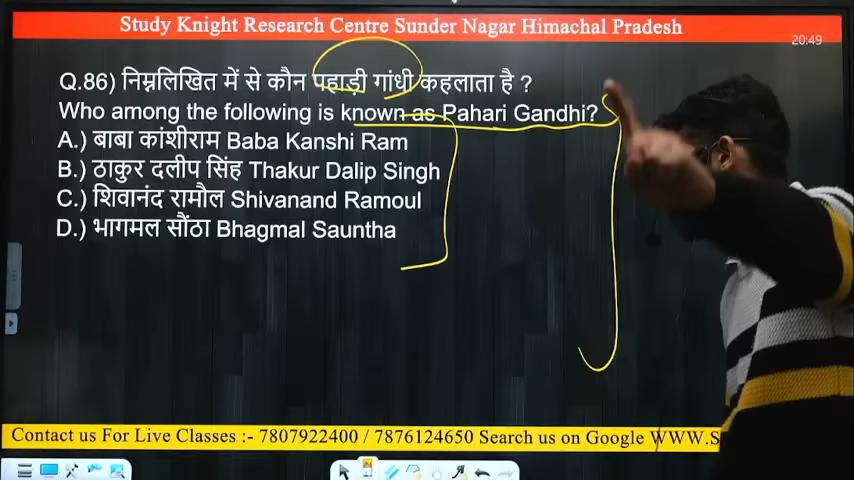 Study Knight Research Centre Sunder Nagar Himachal Pradesh
20:49
Q.86) निम्नलिखित में से कौन पहाड़ी गांधी कहलाता है ?
Who among the following is known as Pahari Gandhi?
A.) बाबा कांशीराम Baba Kanshi Ram
B.) ठाकुर दलीप सिंह Thakur Dalip Singh
C.) शिवानंद रामौल Shivanand Ramoul
D.) भागमल सौंठा Bhagmal Sauntha
Contact us For Live Classes :- 7807922400 / 7876124650 Search us on Google WWW.S